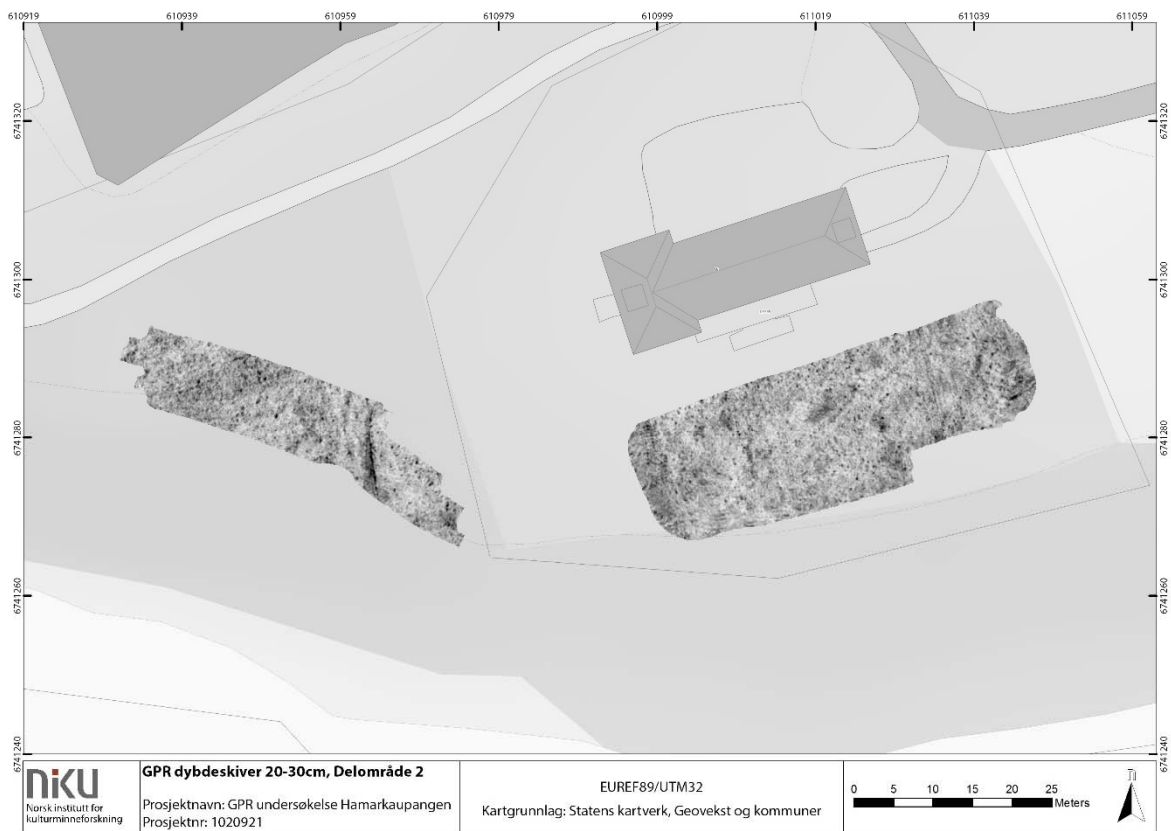 610919 610939 610959 610979 610999 611019 611039 611059
6741320 6741320
6741300 6741300
6741280 6741280
6741260 6741260
6741240 6741240
niku
Norsk institutt for
kulturminneforskning
GPR dybdeskiver 20-30cm, Delområde 2
Prosjektnavn: GPR undersøkelse Hamarkaupangen
Prosjektnr: 1020921
EUREF89/UTM32
Kartgrunnlag: Statens kartverk, Geovekst og kommuner
0 5 10 15 20 25
Meters